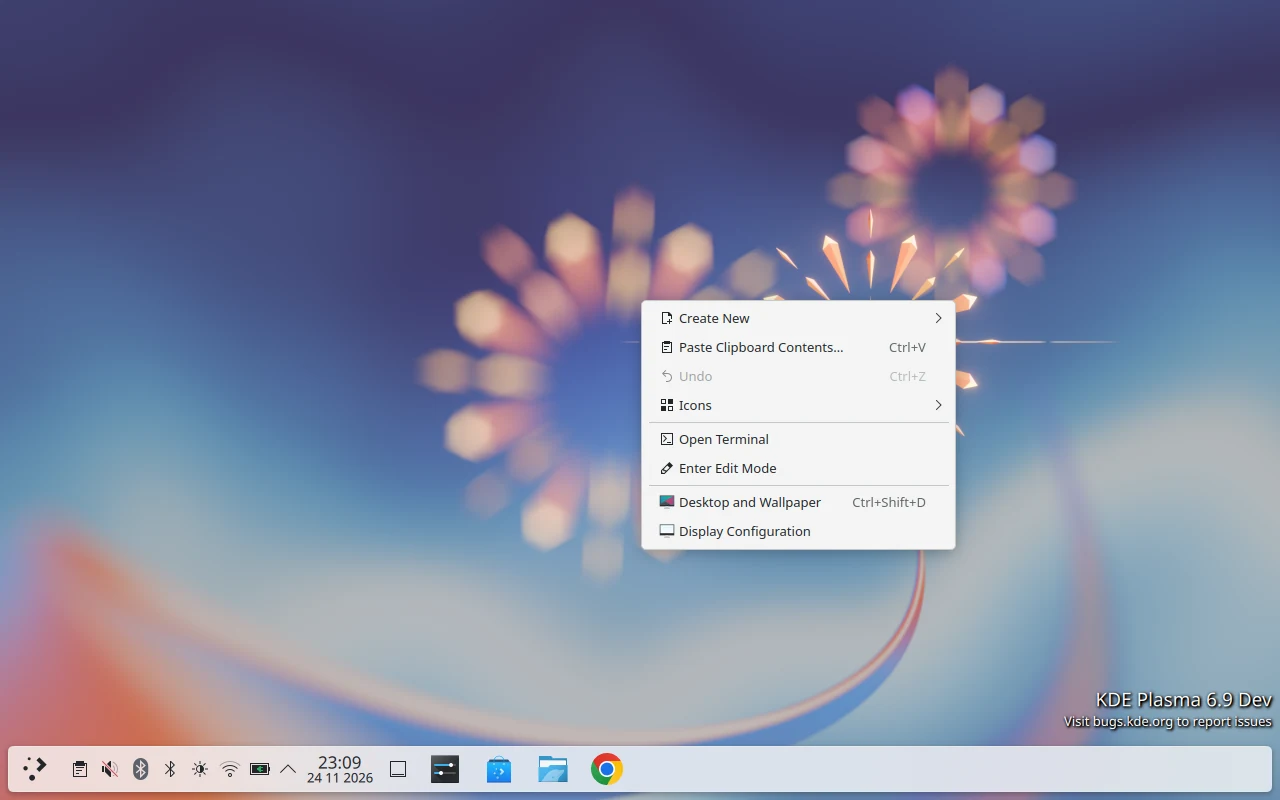 Create New
Paste Clipboard Contents... Ctrl+V
Undo Ctrl+Z
Icons
Open Terminal
Enter Edit Mode
Desktop and Wallpaper Ctrl+Shift+D
Display Configuration
KDE Plasma 6.9 Dev
Visit bugs.kde.org to report issues
23:09
24 11 2026